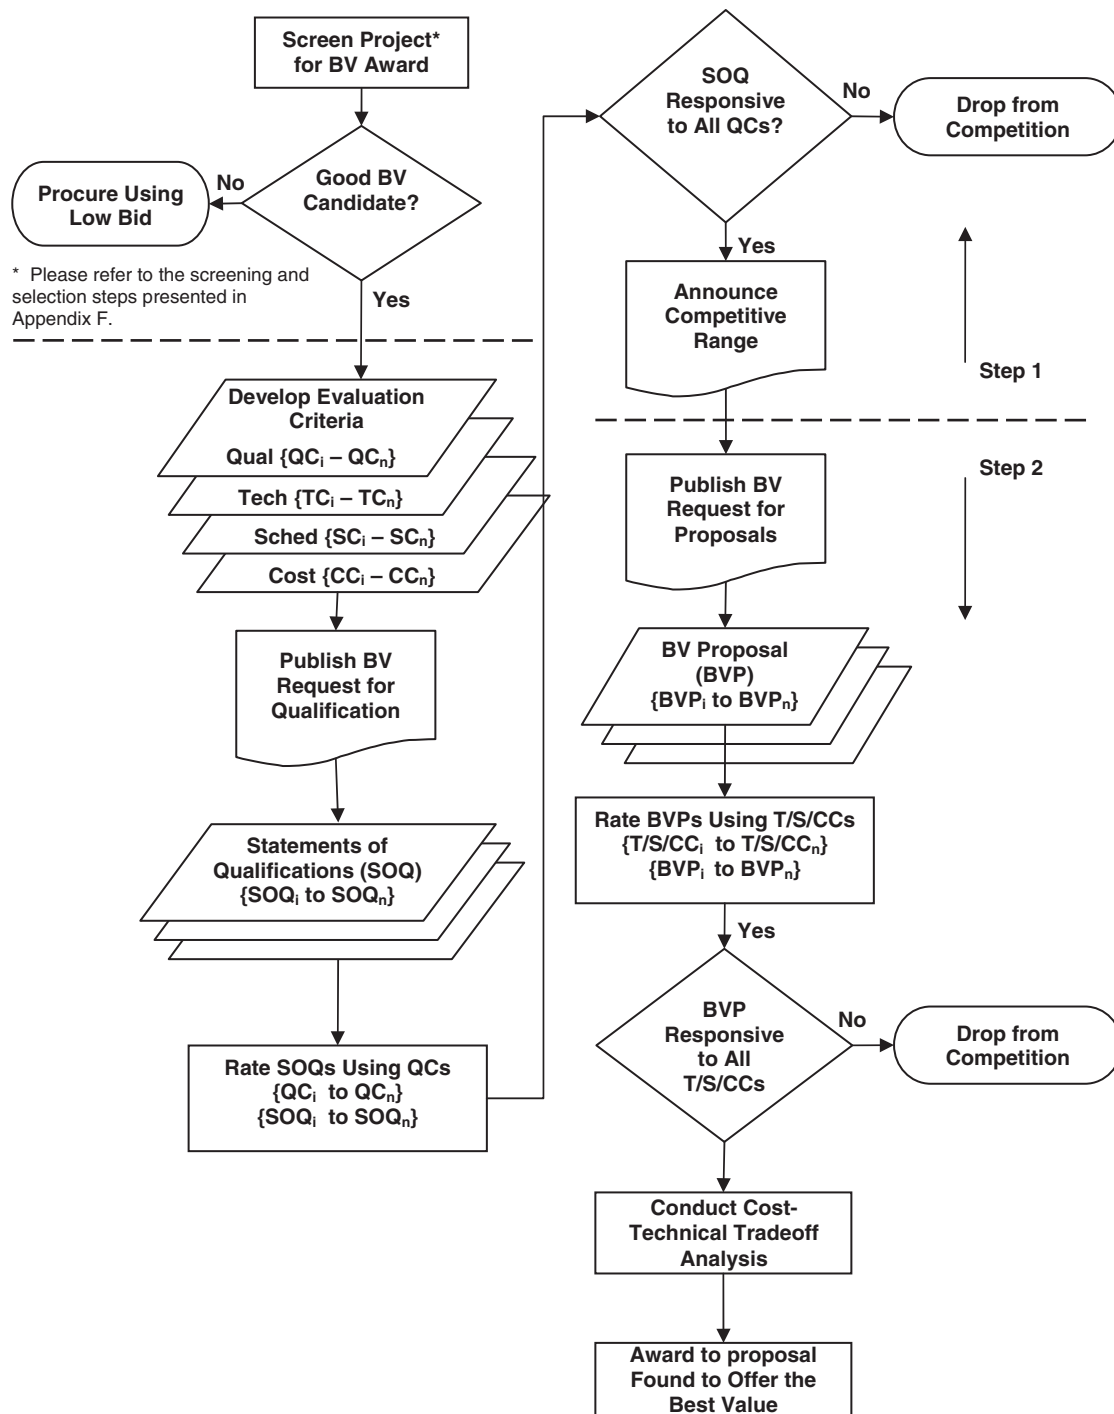 Screen Project*
for BV Award
Good BV
Candidate?
No
Procure Using
Low Bid
* Please refer to the screening and
selection steps presented in
Appendix F.
Yes
Develop Evaluation
Criteria
Qual {QCi – QCn}
Tech {TCi – TCn}
Sched {SCi – SCn}
Cost {CCi – CCn}
Publish BV
Request for
Qualification
Statements of
Qualifications (SOQ)
{SOQi to SOQn}
Rate SOQs Using QCs
{QCi to QCn}
{SOQi to SOQn}
SOQ
Responsive
to All QCs?
No
Drop from
Competition
Yes
Announce
Competitive
Range
Step 1
Step 2
Publish BV
Request for
Proposals
BV Proposal
(BVP)
{BVPi to BVPn}
Rate BVPs Using T/S/CCs
{T/S/CCi to T/S/CCn}
{BVPi to BVPn}
Yes
BVP
Responsive
to All
T/S/CCs
No
Drop from
Competition
Conduct Cost-
Technical Tradeoff
Analysis
Award to proposal
Found to Offer the
Best Value